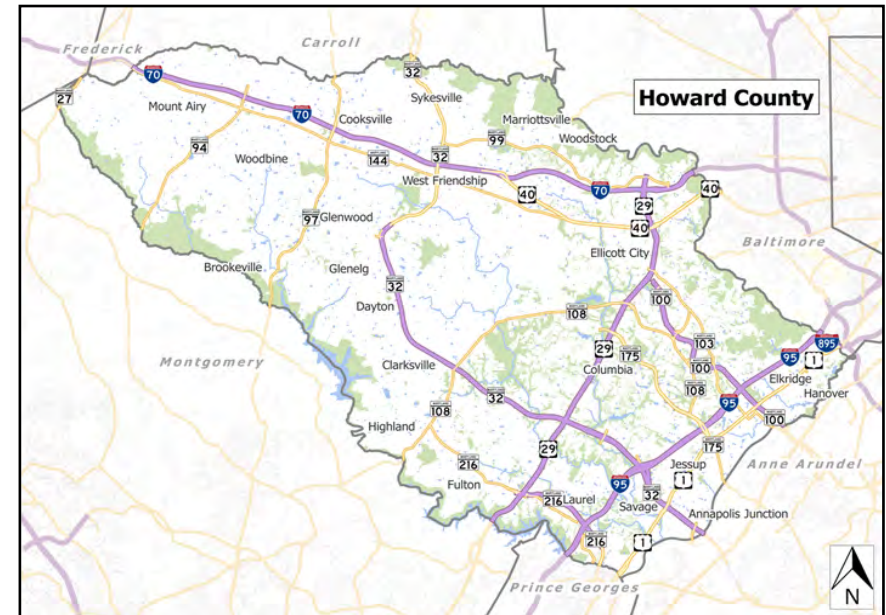 Carroll
Frederick
Howard County
70
32
27
Mount Airy
Sykesville
70
Cooksville
Marriottsville
94
99
Woodstock
Woodbine
144
32
West Friendship
40
70
29
40
97
Glenwood
40
Baltimore
Brookeville
Glenelg
Ellicott City
32
100
Dayton
108
103
895
Montgomery
29
175
95
1
Clarksville
Columbia
100
Elkridge
32
108
Hanover
108
95
100
Highland
29
175
216
Jessup
Anne Arundel
Fulton
95
1
216
Laurel
32
Savage
Annapolis Junction
216
1
Prince Georges
N